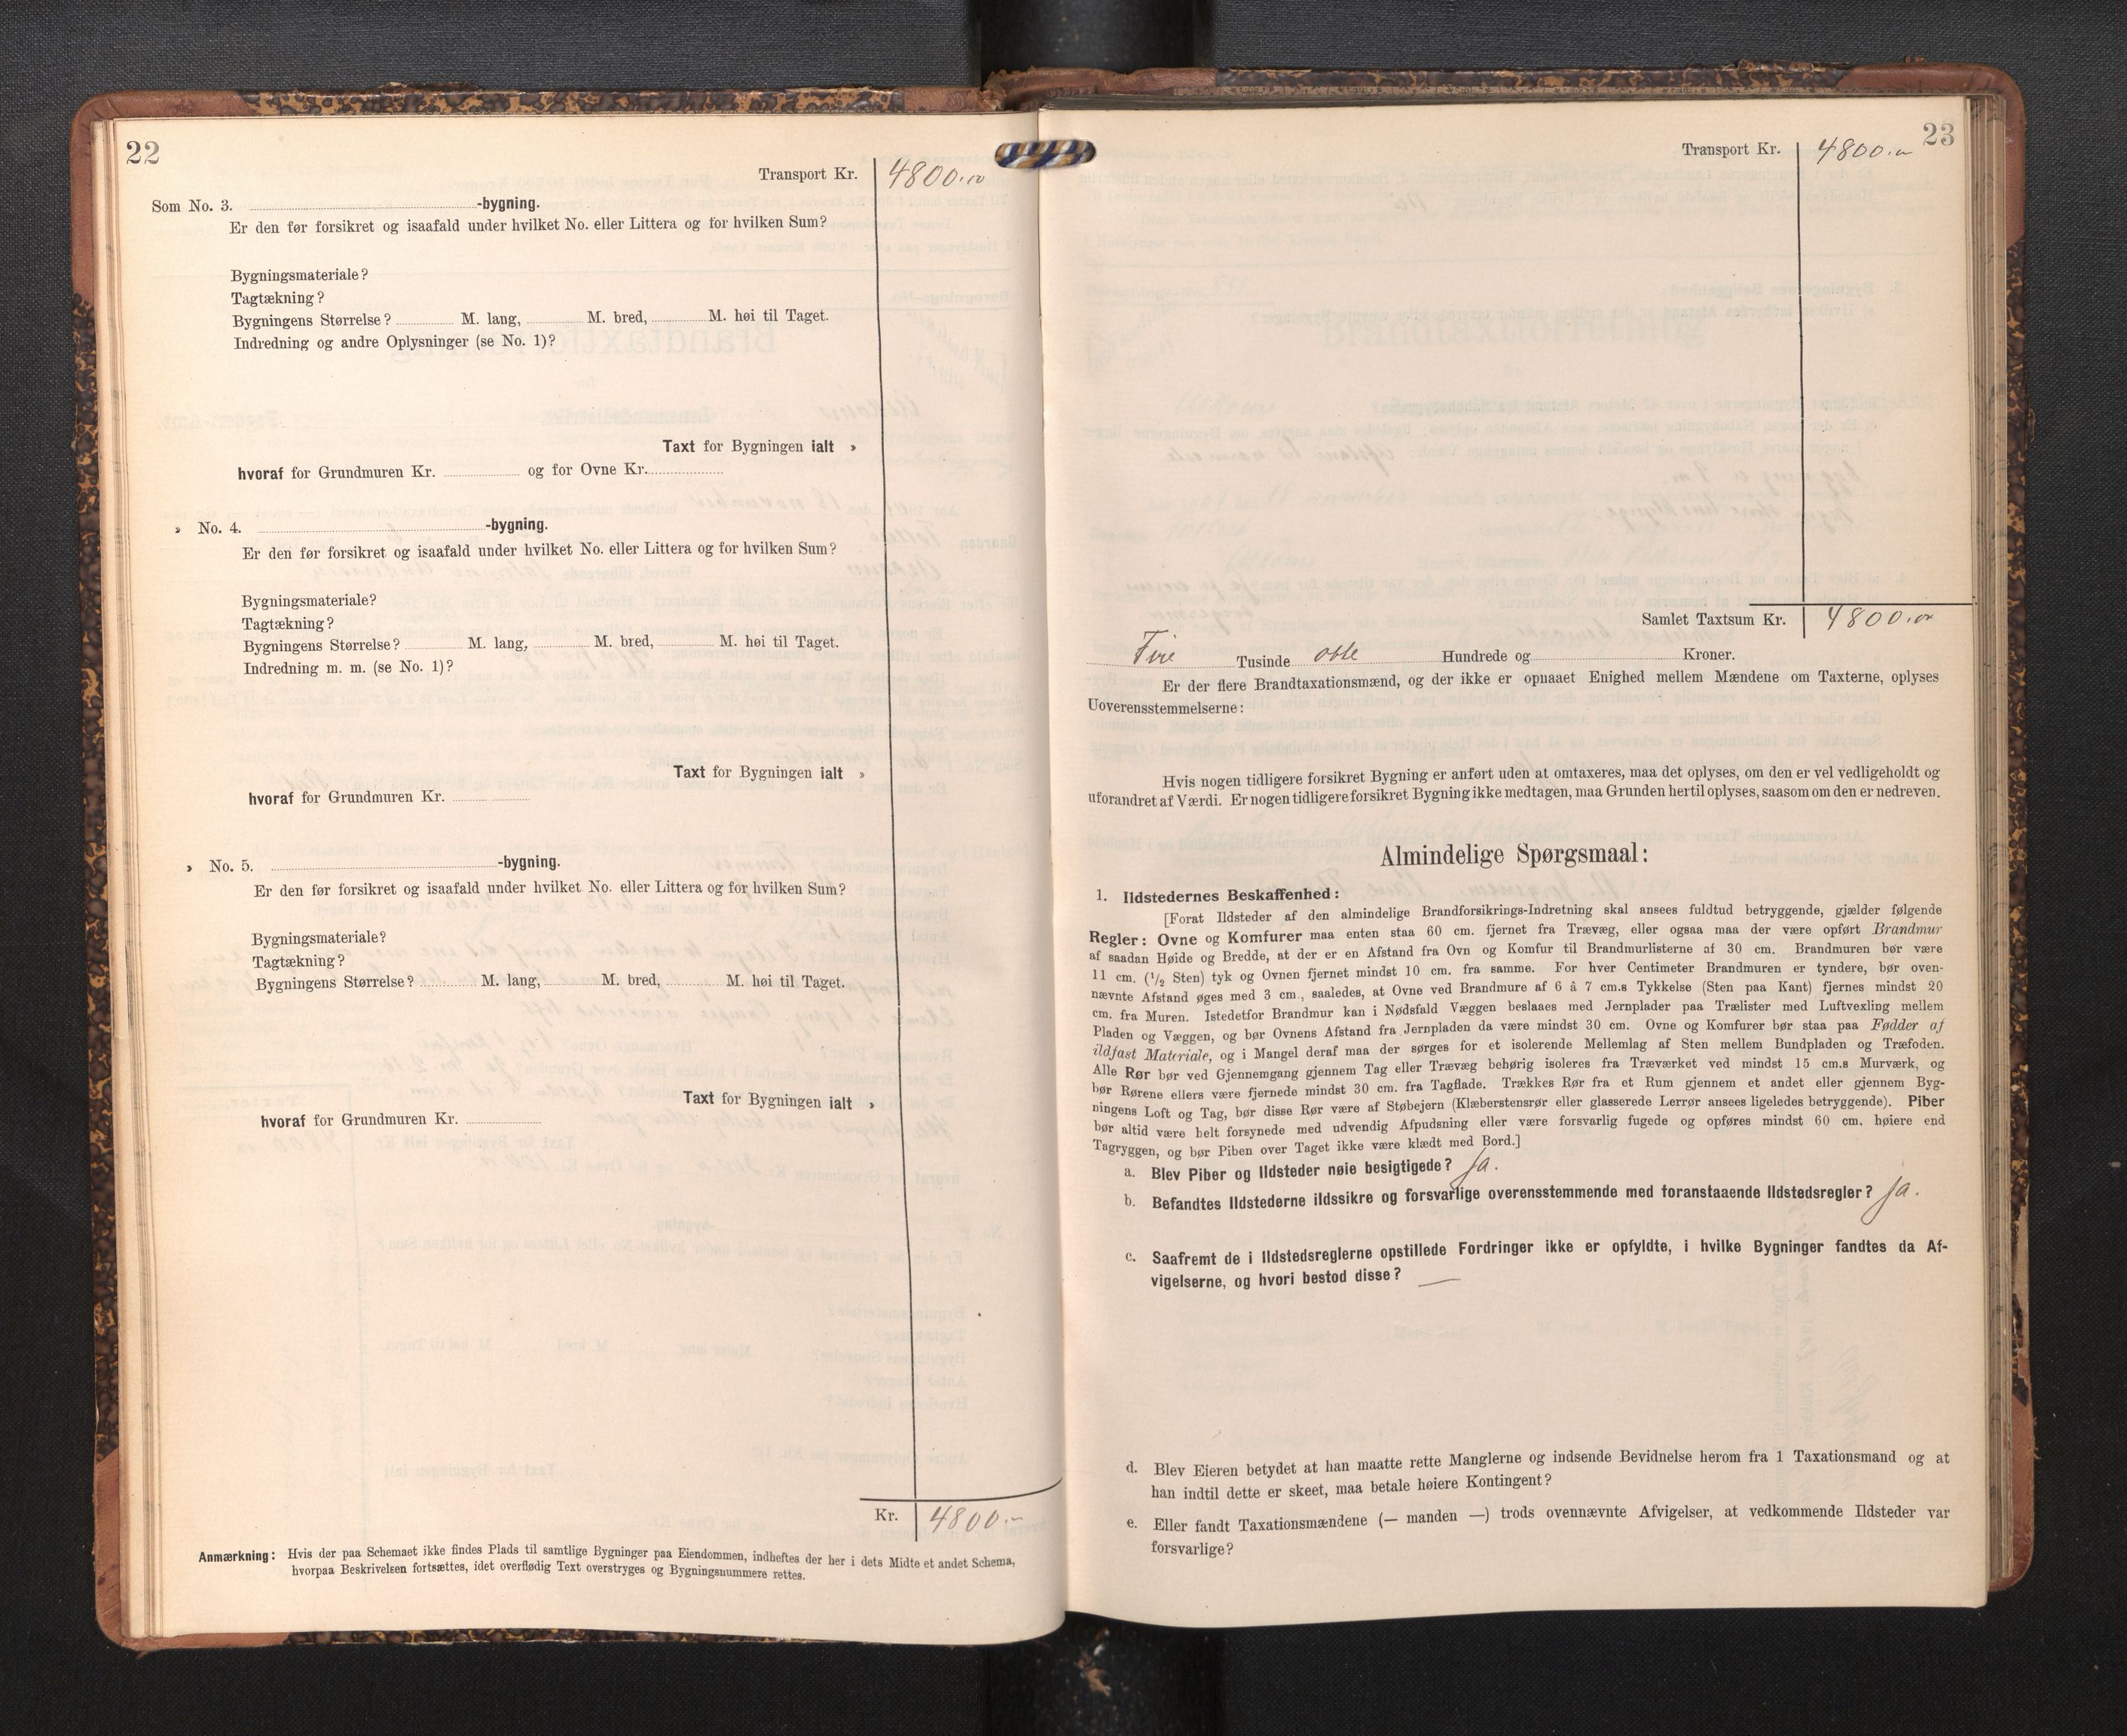 22
Transport Kr. 4800.00
Som No. 3. -bygning.
Er den før forsikret og isaafald under hvilket No. eller Littera og for hvilken Sum?
Bygningsmateriale?
Tagtækning?
Bygningens Størrelse? M. lang, M. bred, M. høi til Taget.
Indredning og andre Oplysninger (se No. 1)?
Taxt for Bygningen ialt »
hvoraf for Grundmuren Kr. og for Ovne Kr.
» No. 4. -bygning.
Er den før forsikret og isaafald under hvilket No. eller Littera og for hvilken Sum?
Bygningsmateriale?
Tagtækning?
Bygningens Størrelse? M. lang, M. bred, M. høi til Taget.
Indredning m. m. (se No. 1)?
Taxt for Bygningen ialt »
hvoraf for Grundmuren Kr.
» No. 5. -bygning.
Er den før forsikret og isaafald under hvilket No. eller Littera og for hvilken Sum?
Bygningsmateriale?
Tagtækning?
Bygningens Størrelse? M. lang, M. bred, M. høi til Taget.
Taxt for Bygningen ialt »
hvoraf for Grundmuren Kr.
Kr. 4800.-
Anmærkning: Hvis der paa Schemaet ikke findes Plads til samtlige Bygninger paa Eiendommen, indheftes der her i dets Midte et andet Schema,
hvorpaa Beskrivelsen fortsættes, idet overflødig Text overstryges og Bygningsnummere rettes.
23
Transport Kr. 4800.00
Samlet Taxtsum Kr. 4800.00
Fire Tusinde otte Hundrede og Kroner.
Er der flere Brandtaxationsmænd, og der ikke er opnaaet Enighed mellem Mændene om Taxterne, oplyses
Uoverensstemmelserne:
Hvis nogen tidligere forsikret Bygning er anført uden at omtaxeres, maa det oplyses, om den er vel vedligeholdt og
uforandret af Værdi. Er nogen tidligere forsikret Bygning ikke medtagen, maa Grunden hertil oplyses, saasom om den er nedreven.
Almindelige Spørgsmaal:
1. Ildstedernes Beskaffenhed:
[Forat Ildsteder af den almindelige Brandforsikrings-Indretning skal ansees fuldtud betryggende, gjælder følgende
Regler: Ovne og Komfurer maa enten staa 60 cm. fjernet fra Trævæg, eller ogsaa maa der være opført Brandmur
af saadan Høide og Bredde, at der er en Afstand fra Ovn og Komfur til Brandmurlisterne af 30 cm. Brandmuren bør være
11 cm. (1/2 Sten) tyk og Ovnen fjernet mindst 10 cm. fra samme. For hver Centimeter Brandmuren er tyndere, bør oven-
nævnte Afstand øges med 3 cm., saaledes, at Ovne ved Brandmure af 6 à 7 cm.s Tykkelse (Sten paa Kant) fjernes mindst 20
cm. fra Muren. Istedetfor Brandmur kan i Nødsfald Væggen beslaaes med Jernplader paa Trælister med Luftvexling mellem
Pladen og Væggen, og bør Ovnens Afstand fra Jernpladen da være mindst 30 cm. Ovne og Komfurer bør staa paa Fødder af
ildfast Materiale, og i Mangel deraf maa der sørges for et isolerende Mellemlag af Sten mellem Bundpladen og Træfoden.
Alle Rør bør ved Gjennemgang gjennem Tag eller Trævæg behørig isoleres fra Træværket ved mindst 15 cm.s Murværk, og
bør Rørene ellers være fjernede mindst 30 cm. fra Tagflade. Trækkes Rør fra et Rum gjennem et andet eller gjennem Byg-
ningens Loft og Tag, bør disse Rør være af Støbejern (Klæberstensrør eller glasserede Lerrør ansees ligeledes betryggende). Piber
bør altid være helt forsynede med udvendig Afpudsning eller være forsvarlig fugede og opføres mindst 60 cm. høiere end
Tagryggen, og bør Piben over Taget ikke være klædt med Bord.]
a. Blev Piber og Ildsteder nøie besigtigede? ja.
b. Befandtes Ildstederne ildssikre og forsvarlige overensstemmende med foranstaaende Ildstedsregler? ja.
c. Saafremt de i Ildstedsreglerne opstillede Fordringer ikke er opfyldte, i hvilke Bygninger fandtes da Af-
vigelserne, og hvori bestod disse? —
d. Blev Eieren betydet at han maatte rette Manglerne og indsende Bevidnelse herom fra 1 Taxationsmand og at
han indtil dette er skeet, maa betale høiere Kontingent?
e. Eller fandt Taxationsmændene (— manden —) trods ovennævnte Afvigelser, at vedkommende Ildsteder var
forsvarlige?